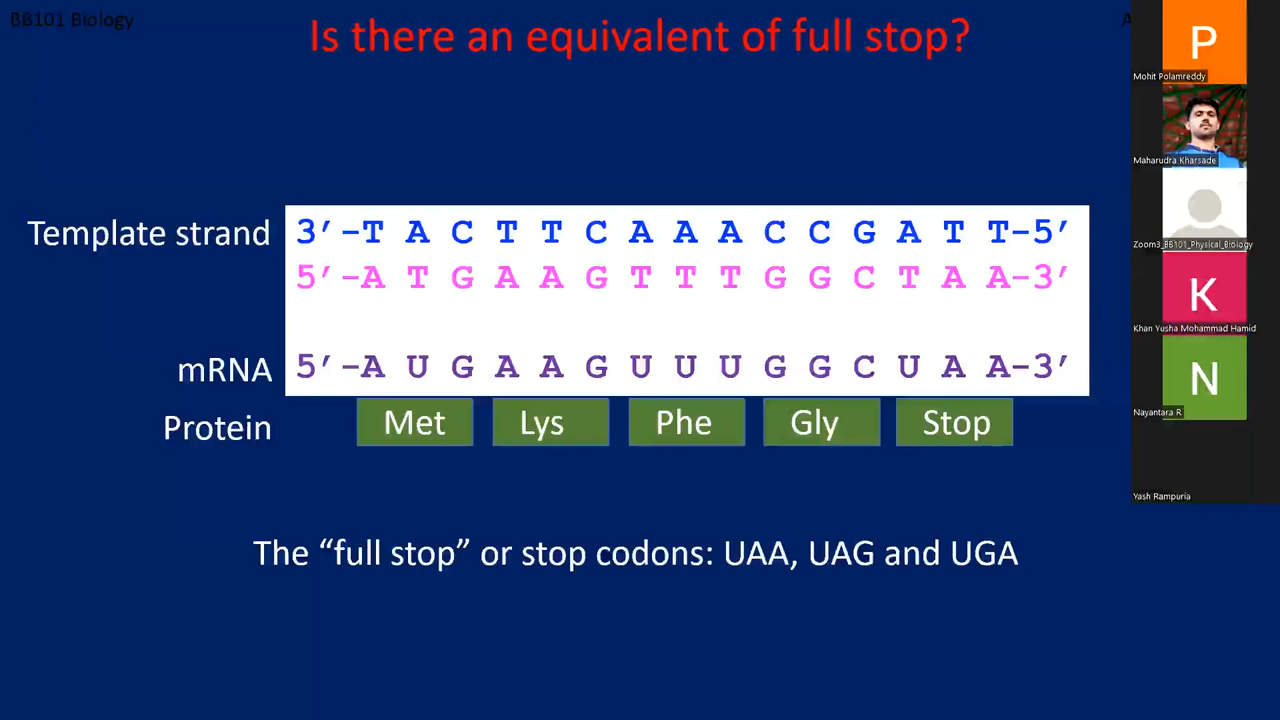 BB101 Biology
Is there an equivalent of full stop?
Template strand
3’-T A C T T C A A A C C G A T T-5’
5’-A T G A A G T T T G G C T A A-3’
mRNA
5’-A U G A A G U U U G G C U A A-3’
Protein
Met Lys Phe Gly Stop
The “full stop” or stop codons: UAA, UAG and UGA
P
Mohit Polamreddy
Maharudra Kharsade
Zoom3_BB101_Physical_Biology
K
Khan Yusha Mohammad Hamid
N
Nayantara R
Yash Rampuria